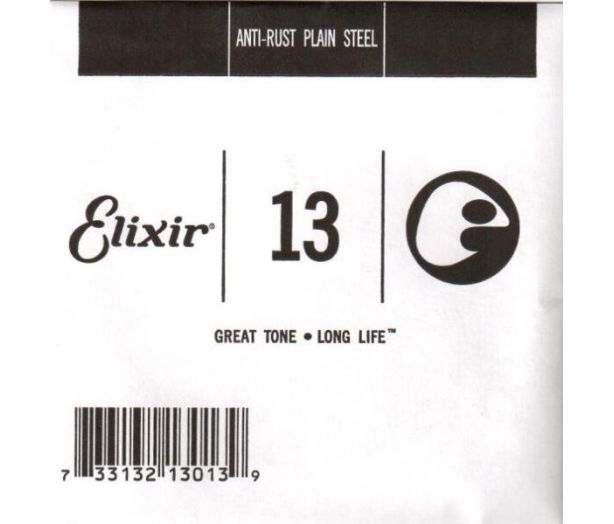 ANTI-RUST PLAIN STEEL
Elixir®
13
GREAT TONE • LONG LIFE™
7 33132 13013 9